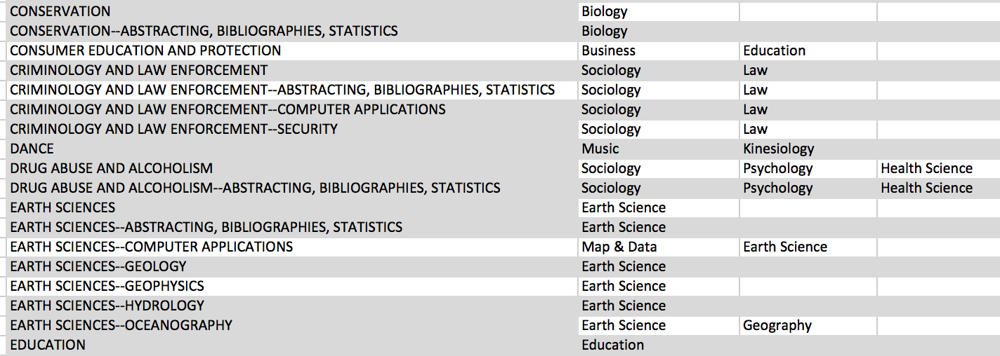 CONSERVATION Biology
CONSERVATION--ABSTRACTING, BIBLIOGRAPHIES, STATISTICS Biology
CONSUMER EDUCATION AND PROTECTION Business Education
CRIMINOLOGY AND LAW ENFORCEMENT Sociology Law
CRIMINOLOGY AND LAW ENFORCEMENT--ABSTRACTING, BIBLIOGRAPHIES, STATISTICS Sociology Law
CRIMINOLOGY AND LAW ENFORCEMENT--COMPUTER APPLICATIONS Sociology Law
CRIMINOLOGY AND LAW ENFORCEMENT--SECURITY Sociology Law
DANCE Music Kinesiology
DRUG ABUSE AND ALCOHOLISM Sociology Psychology Health Science
DRUG ABUSE AND ALCOHOLISM--ABSTRACTING, BIBLIOGRAPHIES, STATISTICS Sociology Psychology Health Science
EARTH SCIENCES Earth Science
EARTH SCIENCES--ABSTRACTING, BIBLIOGRAPHIES, STATISTICS Earth Science
EARTH SCIENCES--COMPUTER APPLICATIONS Map & Data Earth Science
EARTH SCIENCES--GEOLOGY Earth Science
EARTH SCIENCES--GEOPHYSICS Earth Science
EARTH SCIENCES--HYDROLOGY Earth Science
EARTH SCIENCES--OCEANOGRAPHY Earth Science Geography
EDUCATION Education